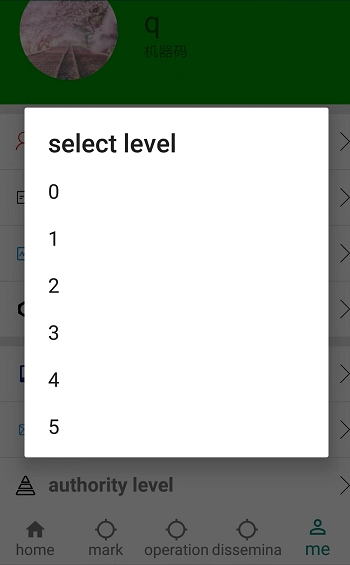 q
机器码
select level
0
1
2
3
4
5
authority level
home
mark
operation
dissemina
me